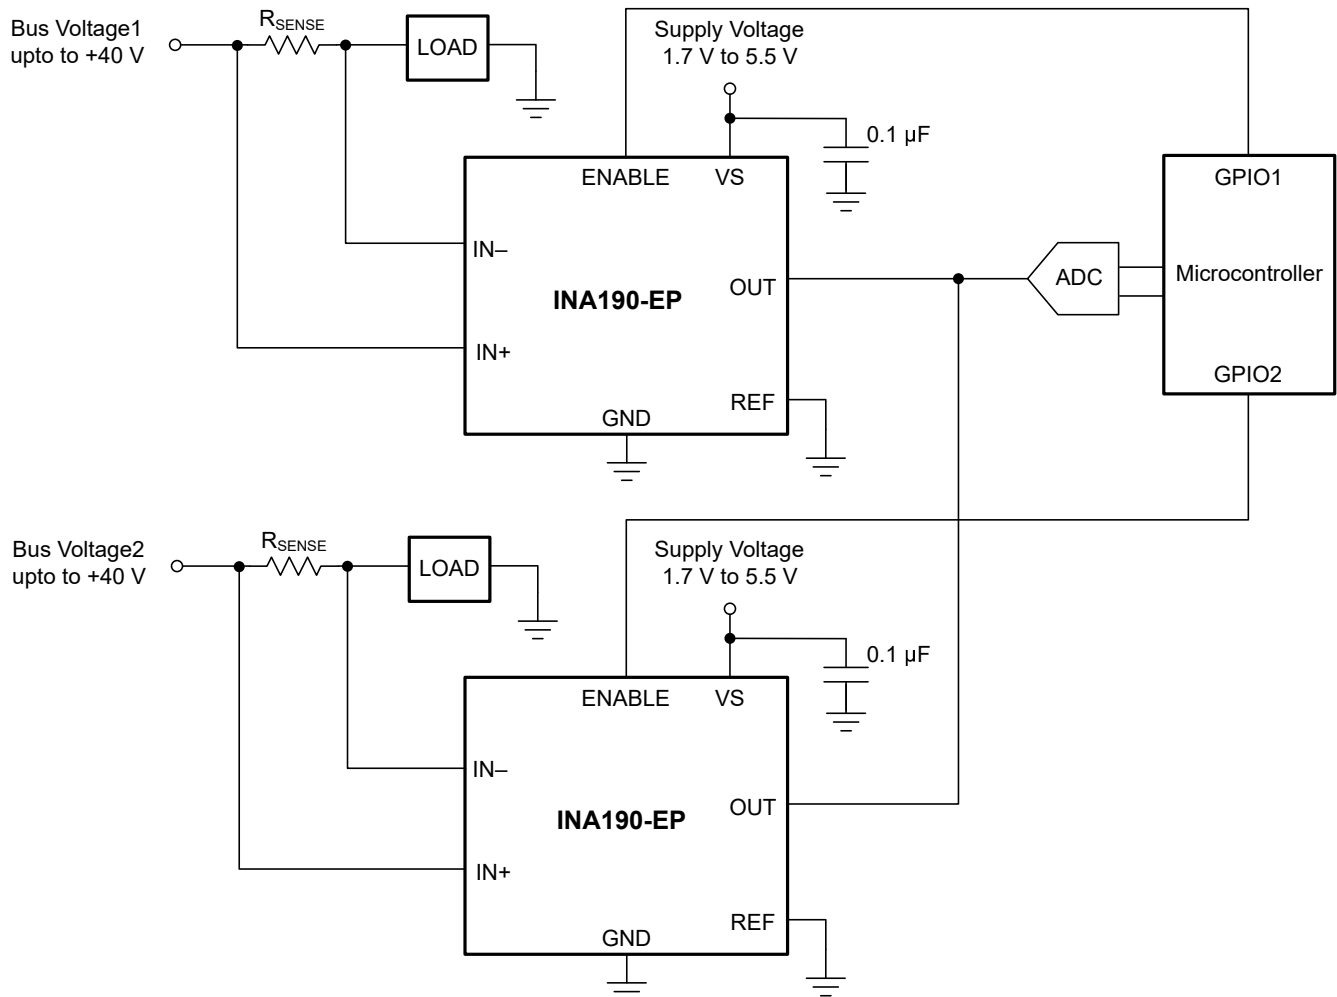 Bus Voltage1
upto to +40 V
RSENSE
LOAD
Supply Voltage
1.7 V to 5.5 V
0.1 µF
ENABLE
VS
IN–
INA190-EP
OUT
IN+
REF
GND
ADC
GPIO1
Microcontroller
GPIO2
Bus Voltage2
upto to +40 V
RSENSE
LOAD
Supply Voltage
1.7 V to 5.5 V
0.1 µF
ENABLE
VS
IN–
INA190-EP
OUT
IN+
REF
GND